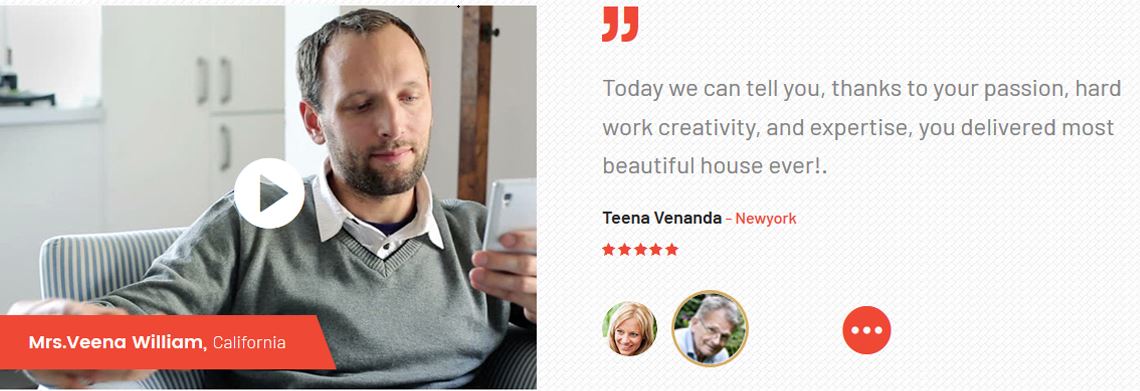 Today we can tell you, thanks to your passion, hard
work creativity, and expertise, you delivered most
beautiful house ever!.
Teena Venanda - Newyork
Mrs.Veena William, California